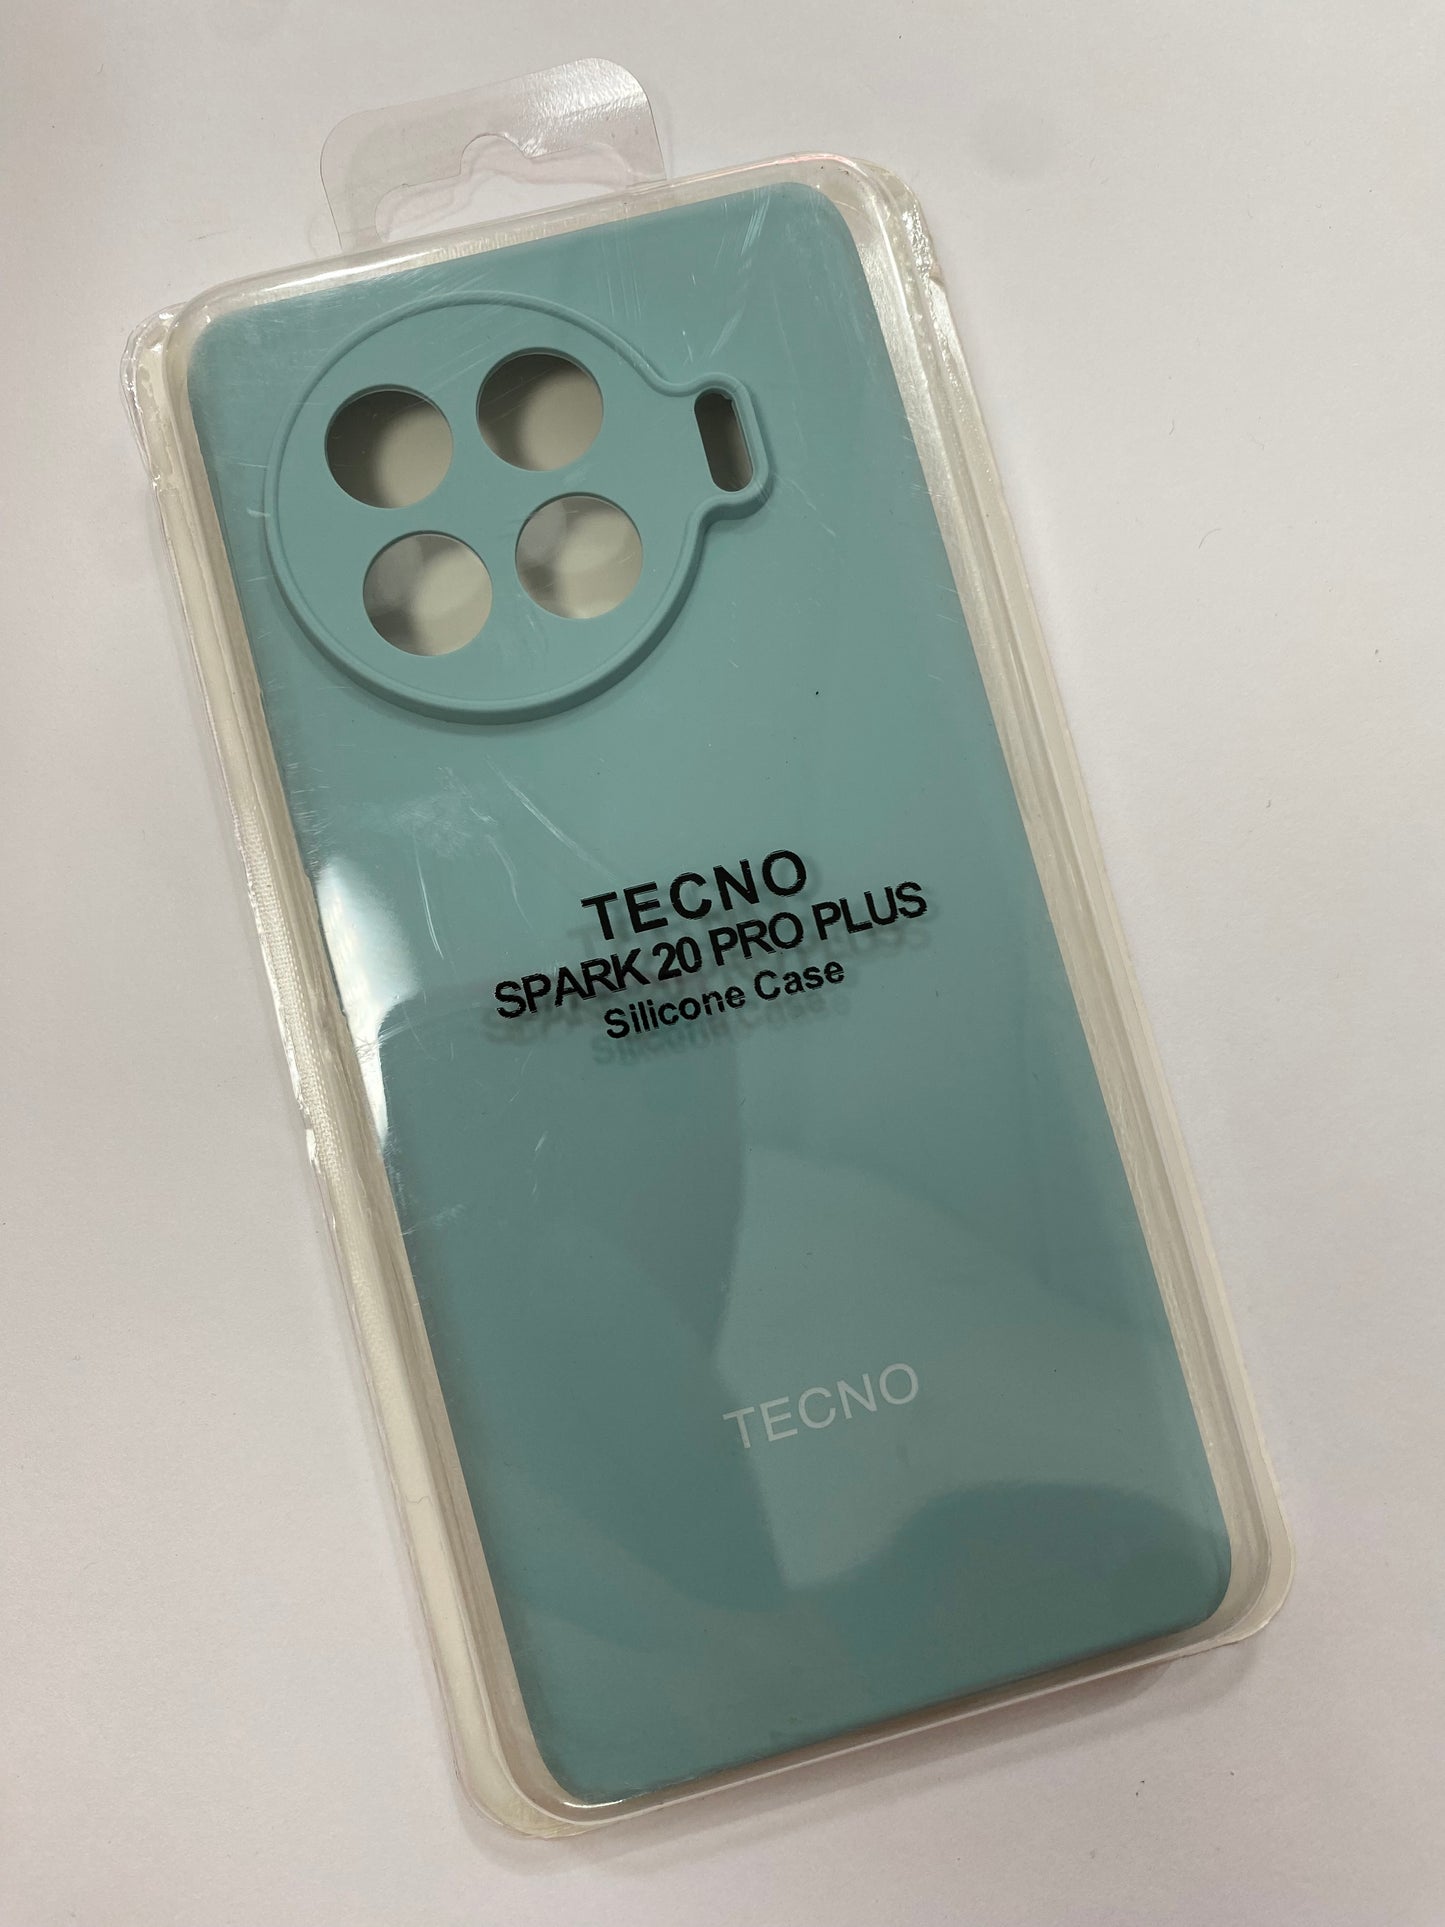 TECNO
SPARK 20 PRO PLUS
Silicone Case
TECNO